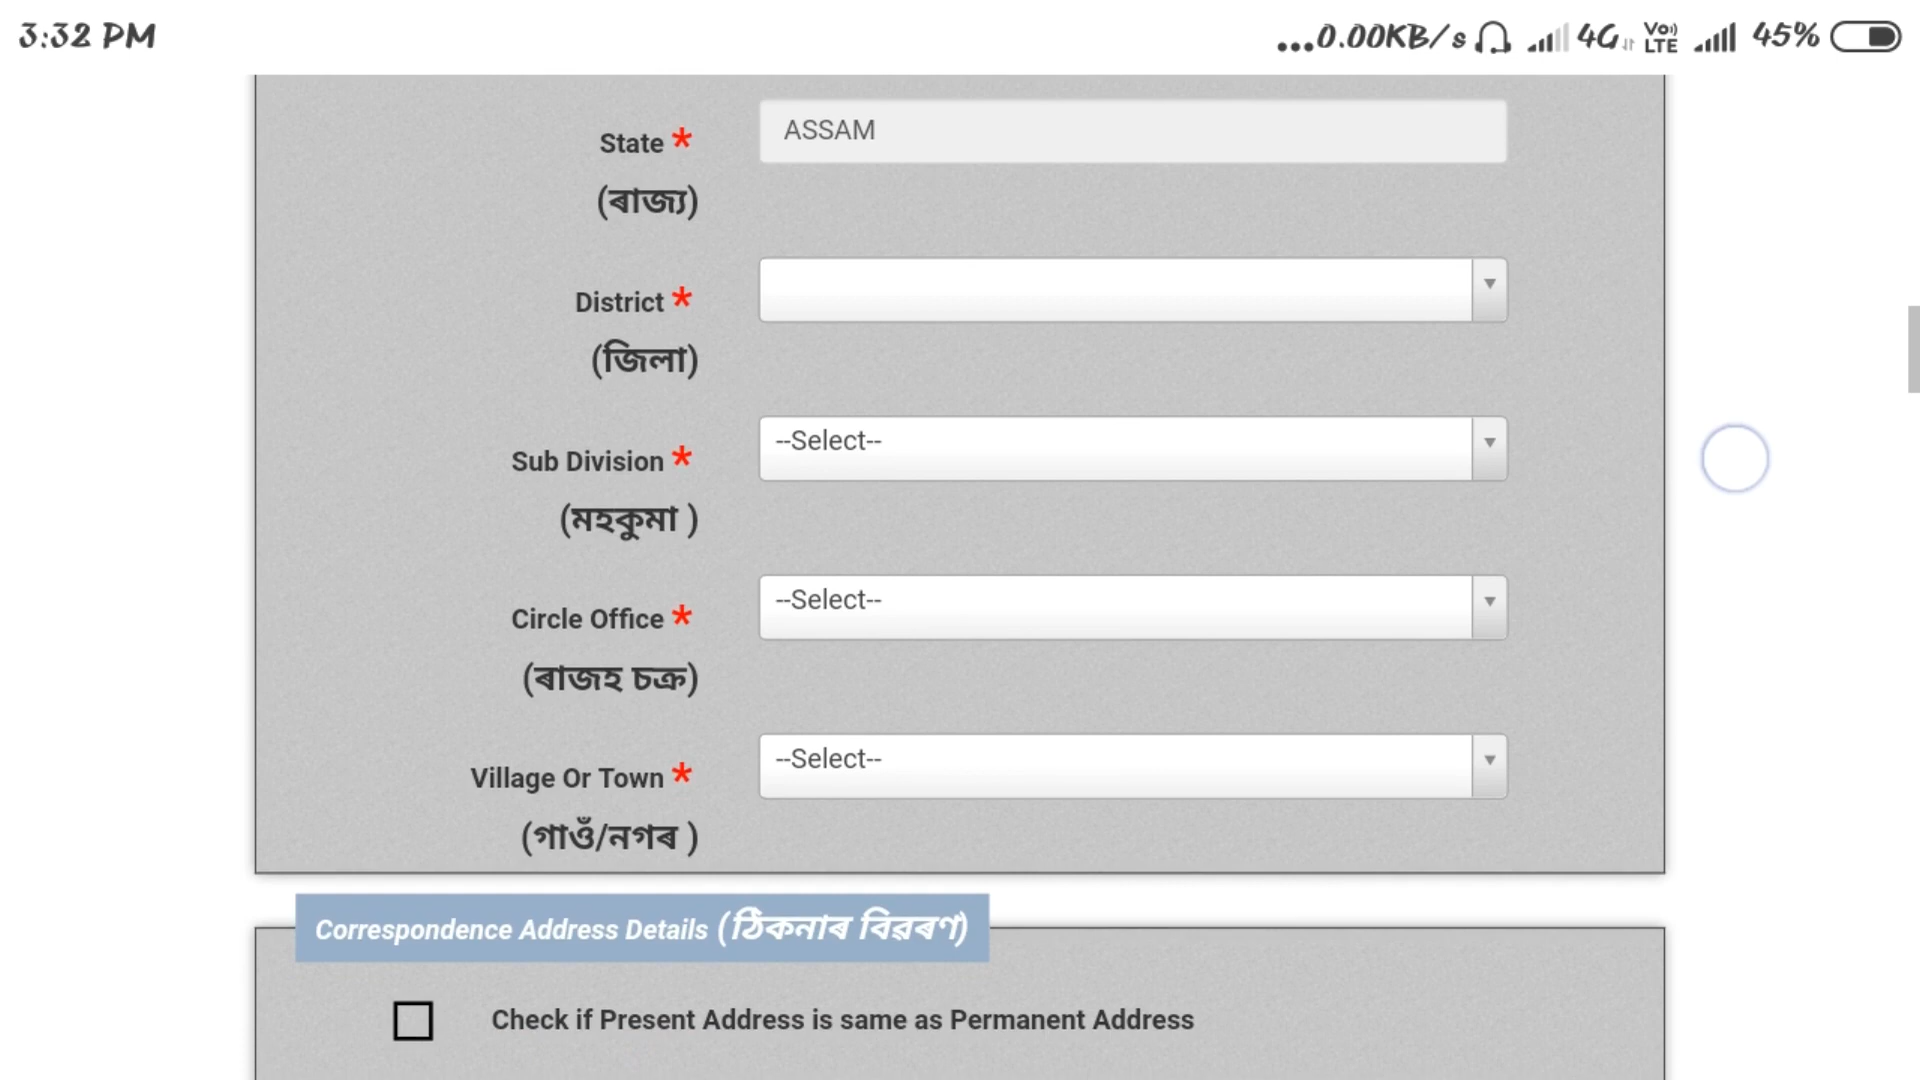 3:32 PM
...0.00KB/s 4G VoLTE 45%
State * ASSAM
(ৰাজ্য)
District *
(জিলা)
Sub Division * --Select--
(মহকুমা )
Circle Office * --Select--
(ৰাজহ চক্ৰ)
Village Or Town * --Select--
(গাওঁ/নগৰ )
Correspondence Address Details (ঠিকনাৰ বিৱৰণ)
Check if Present Address is same as Permanent Address